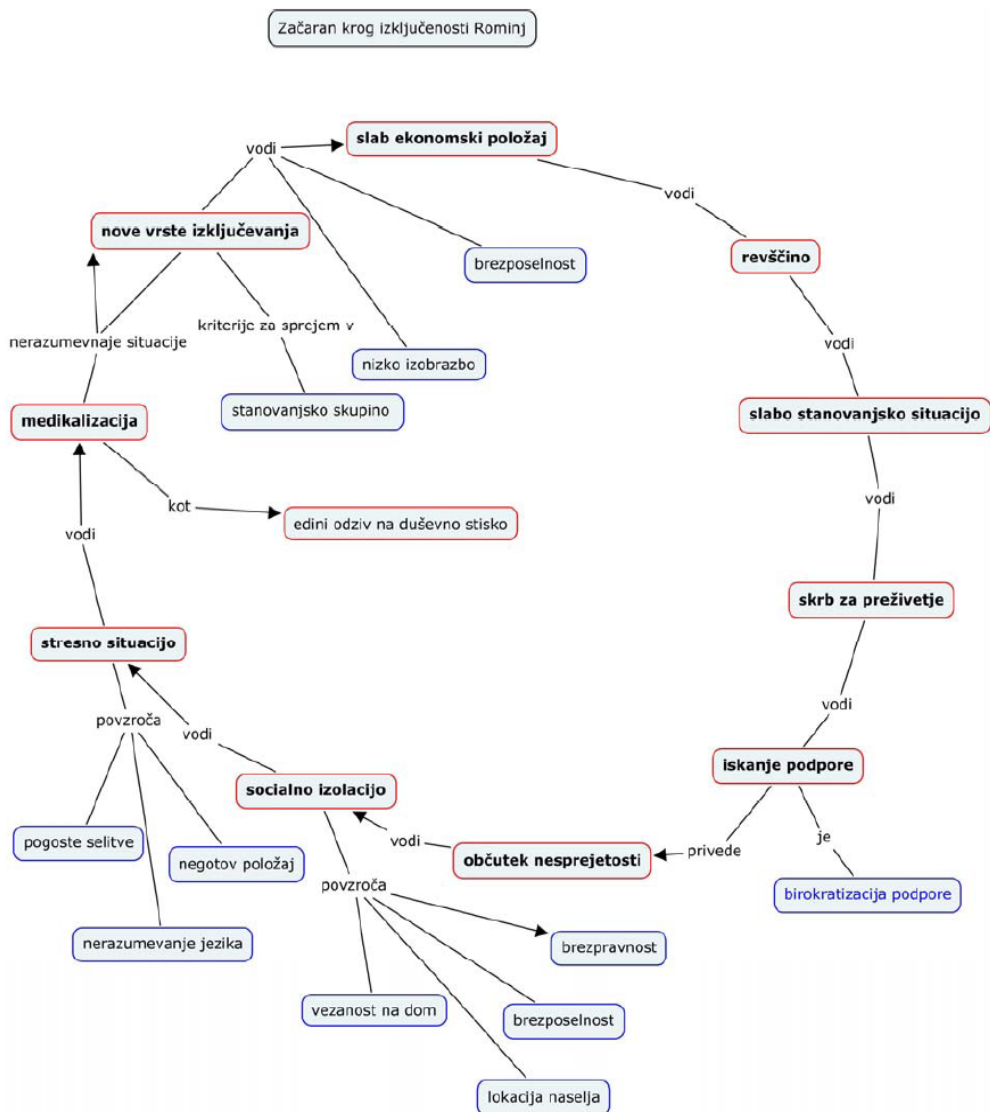 Začaran krog izključenosti Rominj
slab ekonomski položaj
vodi
vodi
nove vrste izključevanja
revščino
brezposelnost
kriterije za sprejem v
nerazumevnaje situacije
vodi
nizko izobrazbo
stanovanjsko skupino
slabo stanovanjsko situacijo
medikalizacija
vodi
kot
edini odziv na duševno stisko
vodi
skrb za preživetje
stresno situacijo
vodi
povzroča
vodi
iskanje podpore
socialno izolacijo
pogoste selitve
negotov položaj
vodi
občutek nesprejetosti
privede
je
povzroča
birokratizacija podpore
nerazumevanje jezika
brezpravnost
vezanost na dom
brezposelnost
lokacija naselja